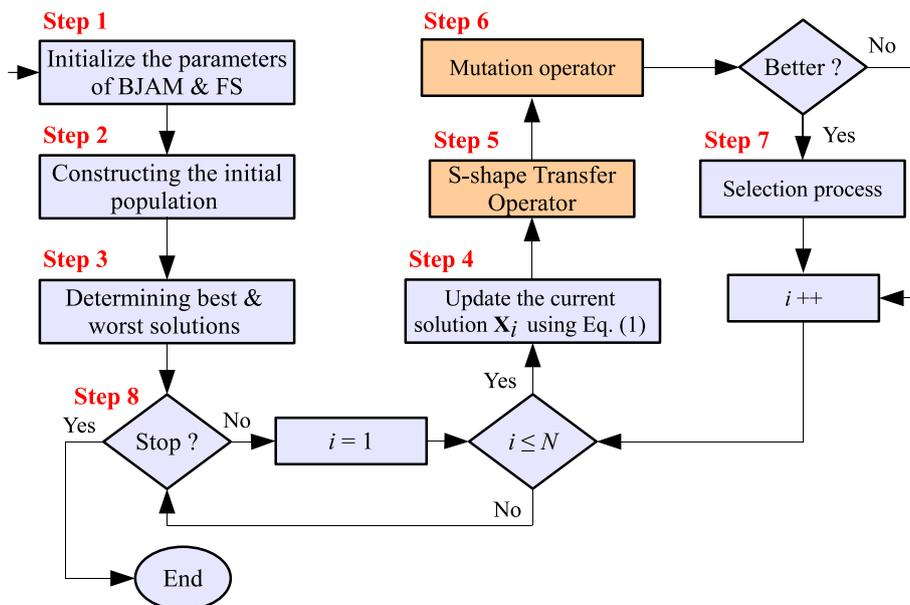 Step 1
Initialize the parameters
of BJAM & FS
Step 2
Constructing the initial
population
Step 3
Determining best &
worst solutions
Step 8
Stop ?
Yes
No
End
i = 1
i ≤ N
No
Yes
Step 4
Update the current
solution Xi using Eq. (1)
Step 5
S-shape Transfer
Operator
Step 6
Mutation operator
Better ?
No
Yes
Step 7
Selection process
i ++